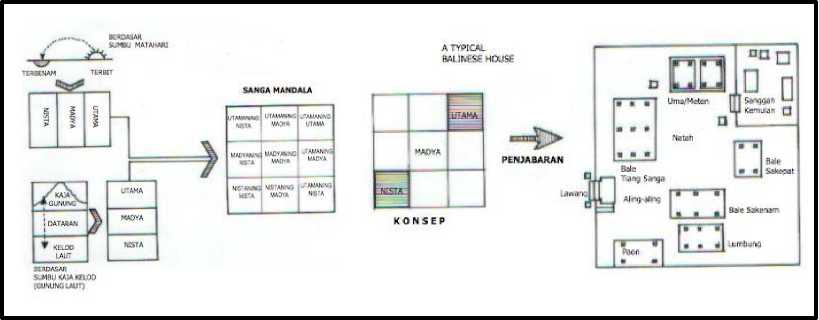 BERDASAR
SUMBU MATAHARI
TERBENAM
TERBIT
NISTA
MADYA
UTAMA
KAJA
GUNUNG
DATARAN
KELOD
LAUT
BERDASAR
SUMBU KAJA KELOD
(GUNUNG LAUT)
UTAMA
MADYA
NISTA
SANGA MANDALA
UTAMANING
NISTA
UTAMANING
MADYA
UTAMANING
UTAMA
MADYANING
NISTA
MADYANING
MADYA
UTAMANING
MADYA
NISTANING
NISTA
NISTANING
MADYA
UTAMANING
NISTA
A TYPICAL
BALINESE HOUSE
UTAMA
MADYA
NISTA
KONSEP
PENJABARAN
Uma/Meten
Sanggah
Kemulan
Natah
Bale
Tiang Sanga
Bale
Sakepat
Lawang
Aling-aling
Bale Sakenam
Lumbung
Paon